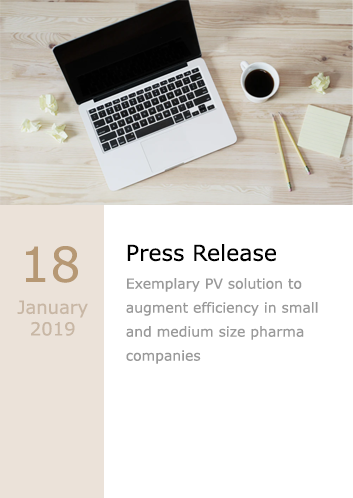 18
January
2019
Press Release
Exemplary PV solution to
augment efficiency in small
and medium size pharma
companies